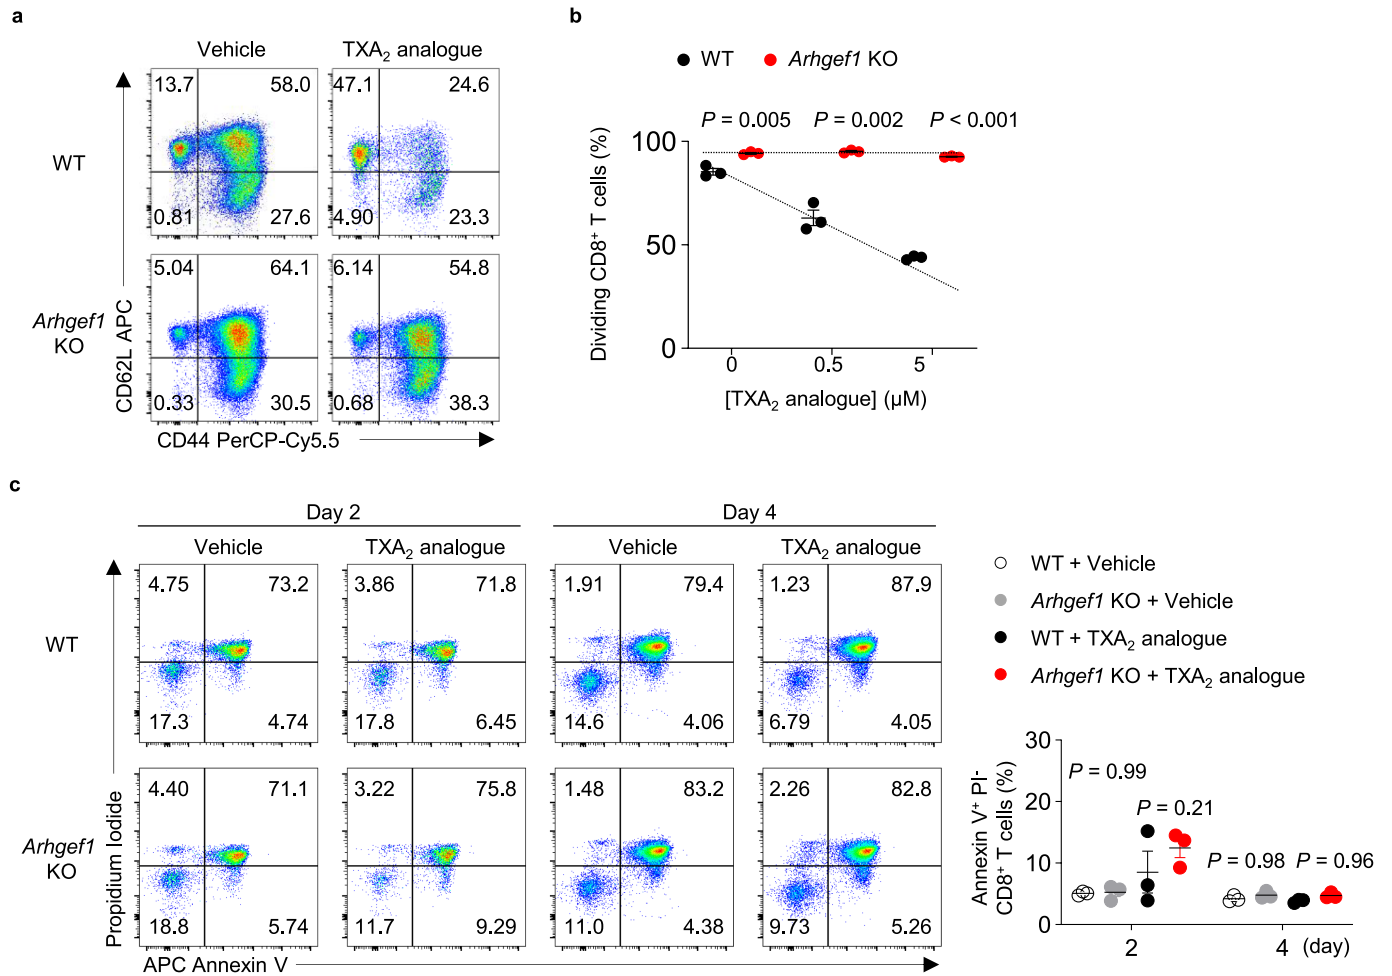 a
Vehicle
TXA₂ analogue
WT
13.7
58.0
0.81
27.6
47.1
24.6
4.90
23.3
Arhgef1
KO
5.04
64.1
0.33
30.5
6.14
54.8
0.68
38.3
CD62L APC
CD44 PerCP-Cy5.5
b
WT
Arhgef1 KO
P = 0.005
P = 0.002
P < 0.001
Dividing CD8⁺ T cells (%)
100
50
0
0
0.5
5
[TXA₂ analogue] (μM)
c
Day 2
Day 4
Vehicle
TXA₂ analogue
Vehicle
TXA₂ analogue
WT
4.75
73.2
17.3
4.74
3.86
71.8
17.8
6.45
1.91
79.4
14.6
4.06
1.23
87.9
6.79
4.05
Arhgef1
KO
4.40
71.1
18.8
5.74
3.22
75.8
11.7
9.29
1.48
83.2
11.0
4.38
2.26
82.8
9.73
5.26
Propidium Iodide
APC Annexin V
WT + Vehicle
Arhgef1 KO + Vehicle
WT + TXA₂ analogue
Arhgef1 KO + TXA₂ analogue
Annexin V⁺ PI-
CD8⁺ T cells (%)
30
20
10
0
P = 0.99
P = 0.21
P = 0.98
P = 0.96
2
4
(day)